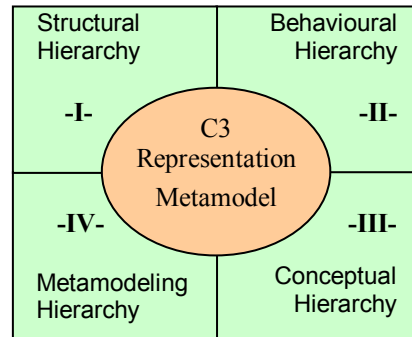 Structural
Hierarchy
-I-
Behavioural
Hierarchy
-II-
C3
Representation
Metamodel
-IV-
Metamodeling
Hierarchy
-III-
Conceptual
Hierarchy